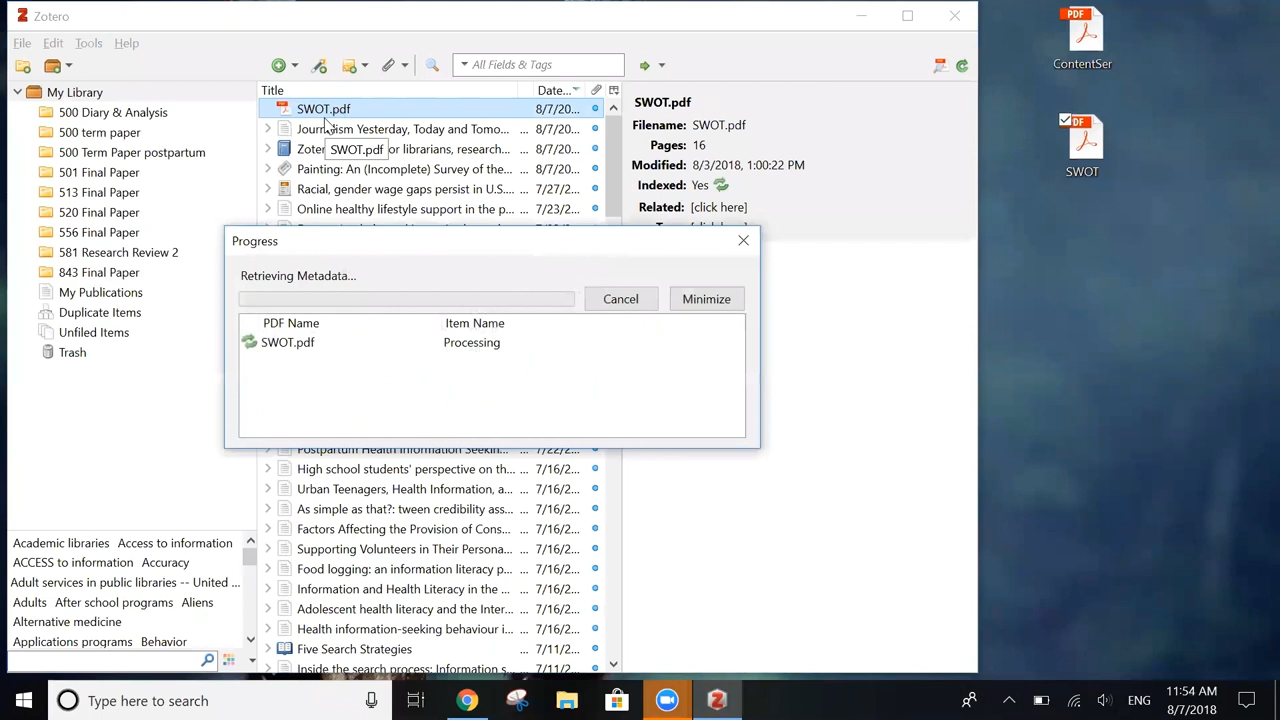 Zotero
File Edit Tools Help
All Fields & Tags
My Library
500 Diary & Analysis
500 term paper
500 Term Paper postpartum
501 Final Paper
513 Final Paper
520 Final Paper
556 Final Paper
581 Research Review 2
843 Final Paper
My Publications
Duplicate Items
Unfiled Items
Trash
Academic libraries Access to information
ACCESS to information Accuracy
Adult services in public libraries -- United ...
Adults After school programs Aliens
Alternative medicine
Applications programs Behavior
Title Date...
SWOT.pdf 8/7/20...
Journalism Yesterday, Today and Tomo... ... 8/7/20...
SWOT.pdf
Zoter or librarians, research... ... 8/7/20...
Painting: An (Incomplete) Survey of the... ... 8/7/20...
Racial, gender wage gaps persist in U.S... ... 7/27/2...
Online healthy lifestyle support in the p... ... 7/23/2...
Postpartum Health Information Seekin... ... 7/22/2...
High school students' perspective on th... ... 7/16/2...
Urban Teenagers, Health Information, a... ... 7/16/2...
As simple as that?: tween credibility ass... ... 7/16/2...
Factors Affecting the Provision of Cons... ... 7/16/2...
Supporting Volunteers in Their Persona... ... 7/16/2...
Food logging: an information literacy p... ... 7/16/2...
Information and Health Literacy in the ... ... 7/16/2...
Adolescent health literacy and the Inter... ... 7/16/2...
Health information-seeking behaviour i... ... 7/16/2...
Five Search Strategies 7/11/2...
Inside the search process: Information s... ... 7/11/2...
SWOT.pdf
Filename: SWOT.pdf
Pages: 16
Modified: 8/3/2018, 1:00:22 PM
Indexed: Yes
Related: [click here]
Progress
Retrieving Metadata...
Cancel Minimize
PDF Name Item Name
SWOT.pdf Processing
PDF
ContentSer
PDF
SWOT
Type here to search
ENG
11:54 AM
8/7/2018